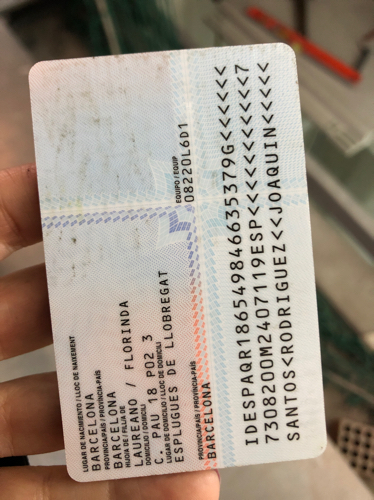 LUGAR DE NACIMIENTO / LLOC DE NAIXEMENT
BARCELONA
PROVINCIA-PAÍS / PROVÍNCIA-PAÍS
BARCELONA
HIJO/A DE / FILL/A DE
LAUREANO / FLORINDA
DOMICILIO / DOMICILI
C. PAU 18 P02 3
LUGAR DE DOMICILIO / LLOC DE DOMICILI
ESPLUGUES DE LLOBREGAT
PROVINCIA/PAÍS / PROVÍNCIA/PAÍS
BARCELONA
EQUIPO / EQUIP
08220L6D1
IDESPAQR186549846635379G<<<<<<
7308200M2407119ESP<<<<<<<<<<<7
SANTOS<RODRIGUEZ<<JOAQUIN<<<<<